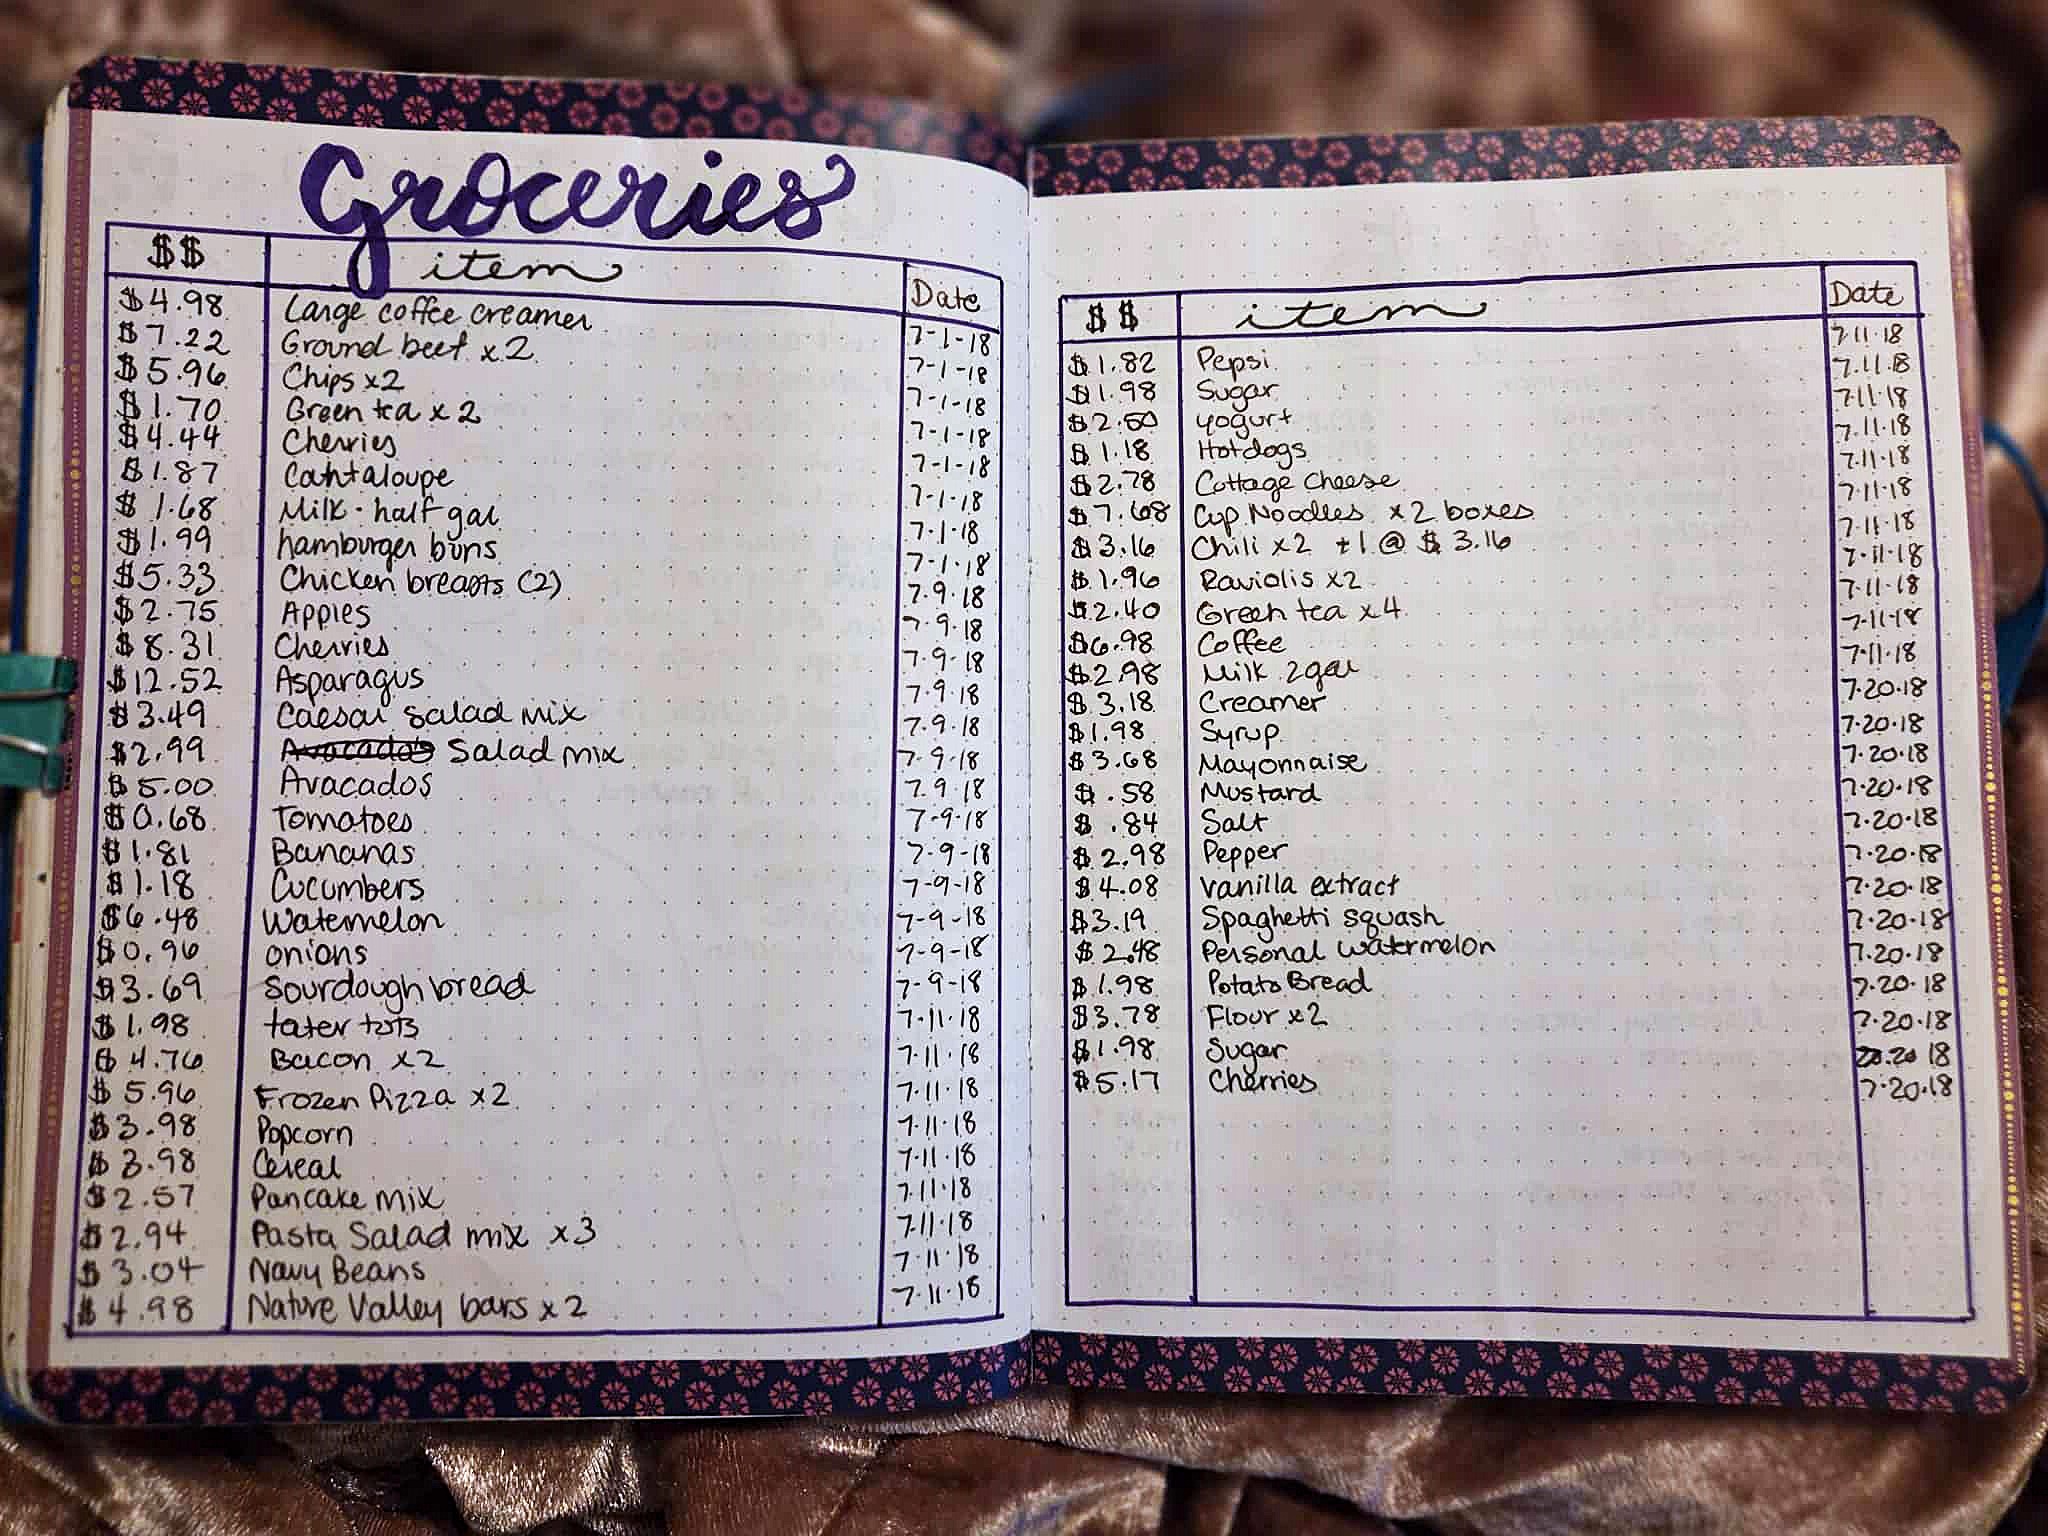 Groceries
$$ item Date
$4.98 Large coffee creamer 7-1-18
$7.22 Ground beef x2 7-1-18
$5.96 Chips x2 7-1-18
$1.70 Green tea x2 7-1-18
$4.44 Cherries 7-1-18
$1.87 Cantaloupe 7-1-18
$1.68 Milk - half gal 7-1-18
$1.99 hamburger buns 7-1-18
$5.33 Chicken breasts (2) 7.9.18
$2.75 Apples 7.9.18
$8.31 Cherries 7.9.18
$12.52 Asparagus 7.9.18
$3.49 Caesar Salad mix 7.9.18
$2.99 Avacado's Salad mix 7.9.18
$5.00 Avacados 7.9.18
$0.68 Tomatoes 7-9-18
$1.81 Bananas 7-9-18
$1.18 Cucumbers 7-9-18
$6.48 Watermelon 7-9-18
$0.96 onions 7-9-18
$3.69 Sourdough bread 7-9-18
$1.98 tater tots 7.11.18
$4.76 Bacon x2 7.11.18
$5.96 Frozen Pizza x2 7.11.18
$3.98 Popcorn 7.11.18
$3.98 Cereal 7.11.18
$2.57 Pancake mix 7.11.18
$2.94 Pasta Salad mix x3 7.11.18
$3.04 Navy Beans 7.11.18
$4.98 Nature Valley bars x2 7.11.18
$$ item Date
$1.82 Pepsi 7.11.18
$1.98 Sugar 7.11.18
$2.50 yogurt 7.11.18
$1.18 Hotdogs 7.11.18
$2.78 Cottage Cheese 7.11.18
$7.68 Cup Noodles x2 boxes 7.11.18
$3.16 Chili x2 +1 @ $3.16 7.11.18
$1.96 Raviolis x2 7.11.18
$2.40 Green tea x4 7.11.18
$6.98 Coffee 7.11.18
$2.98 Milk 2gal 7.11.18
$3.18 Creamer 7.20.18
$1.98 Syrup 7.20.18
$3.68 Mayonnaise 7.20.18
$.58 Mustard 7.20.18
$.84 Salt 7.20.18
$2.98 Pepper 7.20.18
$4.08 vanilla extract 7.20.18
$3.19 Spaghetti squash 7.20.18
$2.48 Personal watermelon 7.20.18
$1.98 Potato Bread 7.20.18
$3.78 Flour x2 7.20.18
$1.98 Sugar 20 18
$5.17 Cherries 7.20.18